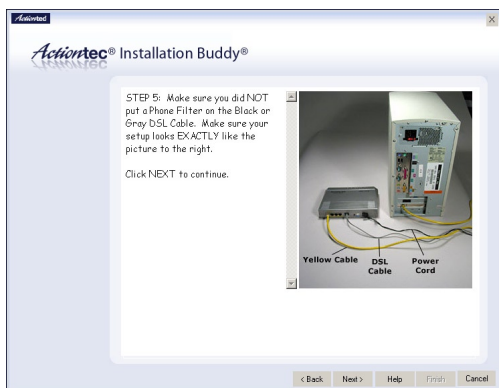 Actiontec
Actiontec® Installation Buddy®
STEP 5: Make sure you did NOT
put a Phone Filter on the Black or
Gray DSL Cable. Make sure your
setup looks EXACTLY like the
picture to the right.
Click NEXT to continue.
Yellow Cable
DSL
Cable
Power
Cord
< Back
Next >
Help
Finish
Cancel